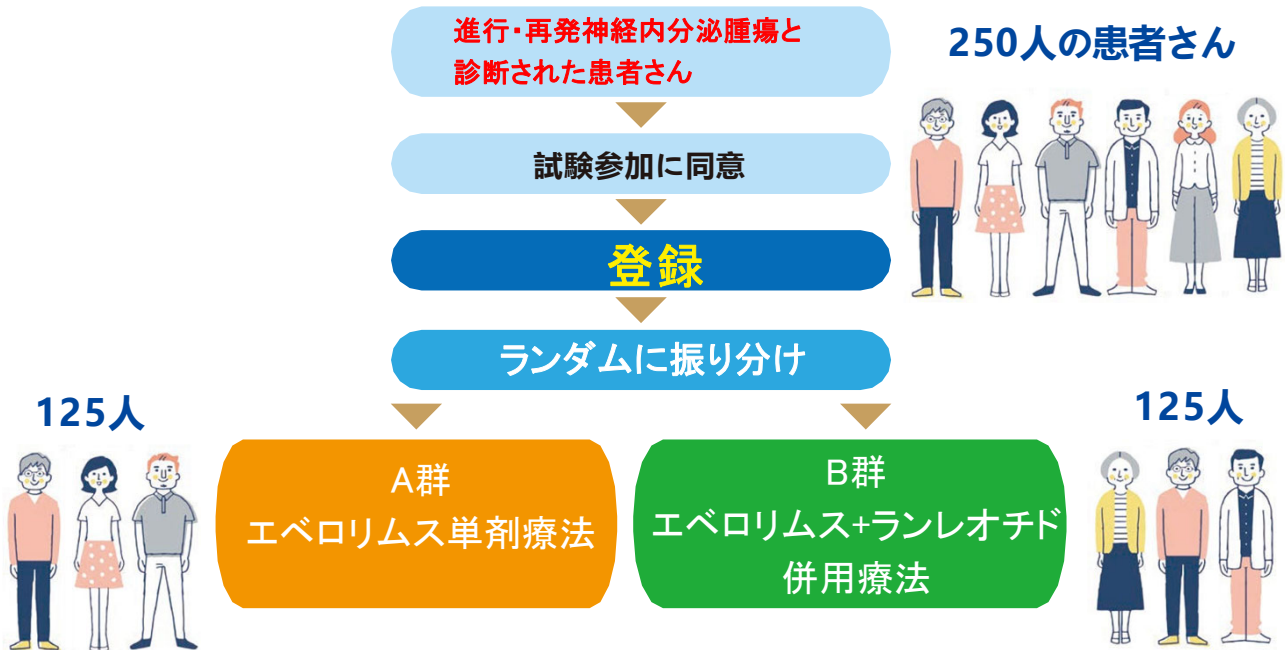 進行・再発神経内分泌腫瘍と
診断された患者さん
250人の患者さん
試験参加に同意
登録
ランダムに振り分け
125人
125人
A群
エベロリムス単剤療法
B群
エベロリムス+ランレオチド
併用療法